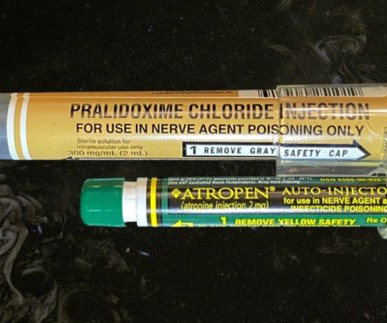 PRALIDOXIME CHLORIDE INJECTION
FOR USE IN NERVE AGENT POISONING ONLY
Sterile solution for
intramuscular use only
300 mg/mL (2 mL)
1 REMOVE GRAY SAFETY CAP
ATROPEN® AUTO-INJECTO
(atropine injection, 2 mg)
for use in NERVE AGENT a
INSECTICIDE POISONING
1 REMOVE YELLOW SAFETY
Rx O